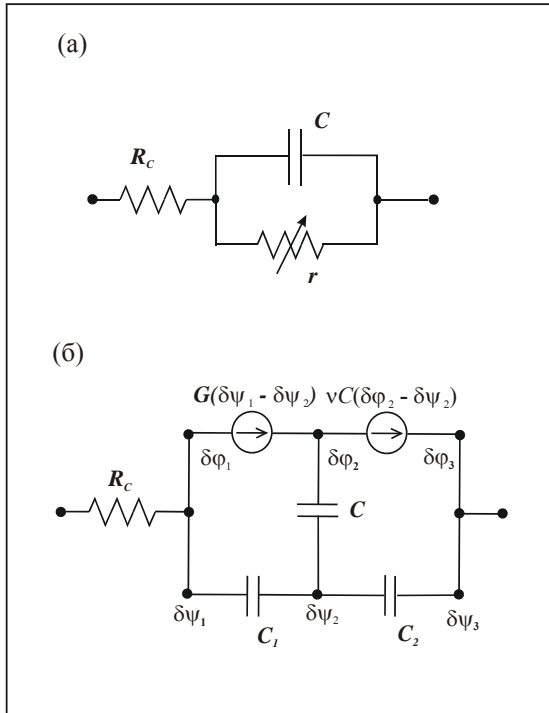 (а)
C
R_C
r
(б)
G(δψ₁ - δψ₂) νC(δφ₂ - δψ₂)
δφ₁ δφ₂ δφ₃
R_C
C
δψ₁ δψ₂ δψ₃
C₁ C₂